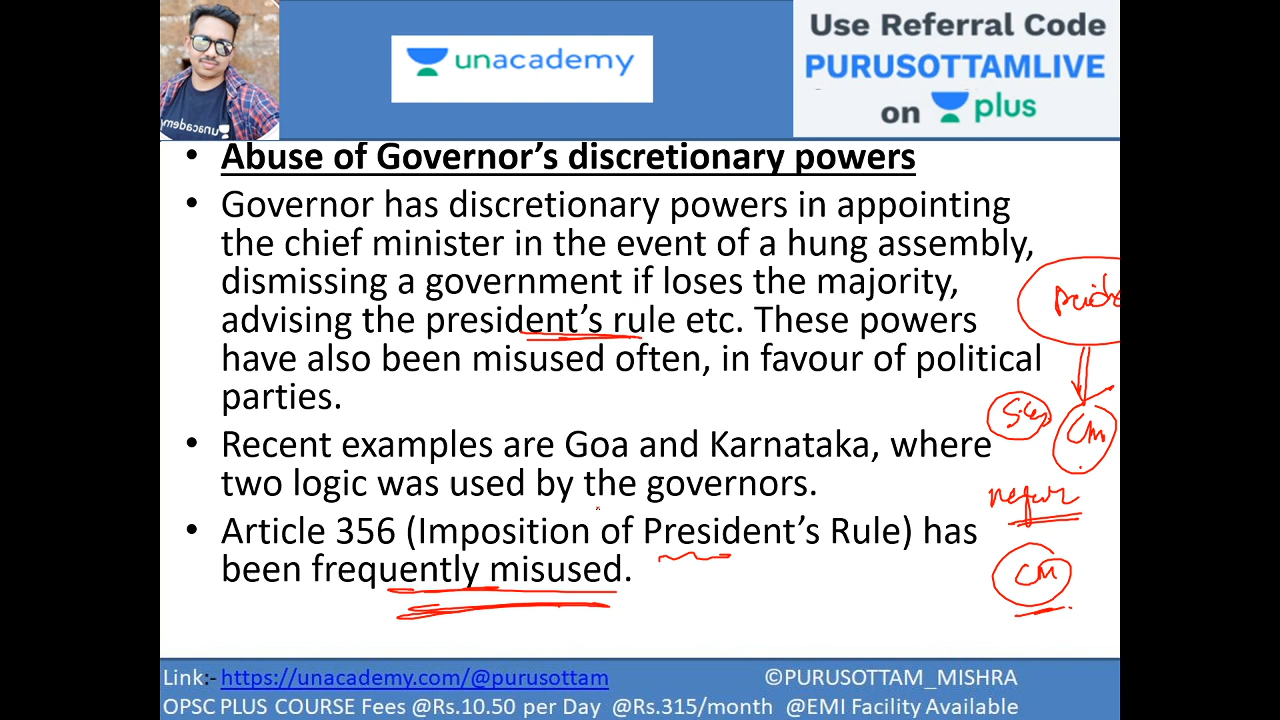 Use Referral Code
unacademy
PURUSOTTAMLIVE
on plus
unacademy
• Abuse of Governor's discretionary powers
• Governor has discretionary powers in appointing
the chief minister in the event of a hung assembly,
dismissing a government if loses the majority,
advising the president's rule etc. These powers
have also been misused often, in favour of political
parties.
• Recent examples are Goa and Karnataka, where
two logic was used by the governors.
• Article 356 (Imposition of President's Rule) has
been frequently misused.
CM
CM
Link:- https://unacademy.com/@purusottam ©PURUSOTTAM_MISHRA
OPSC PLUS COURSE Fees @Rs.10.50 per Day @Rs.315/month @EMI Facility Available